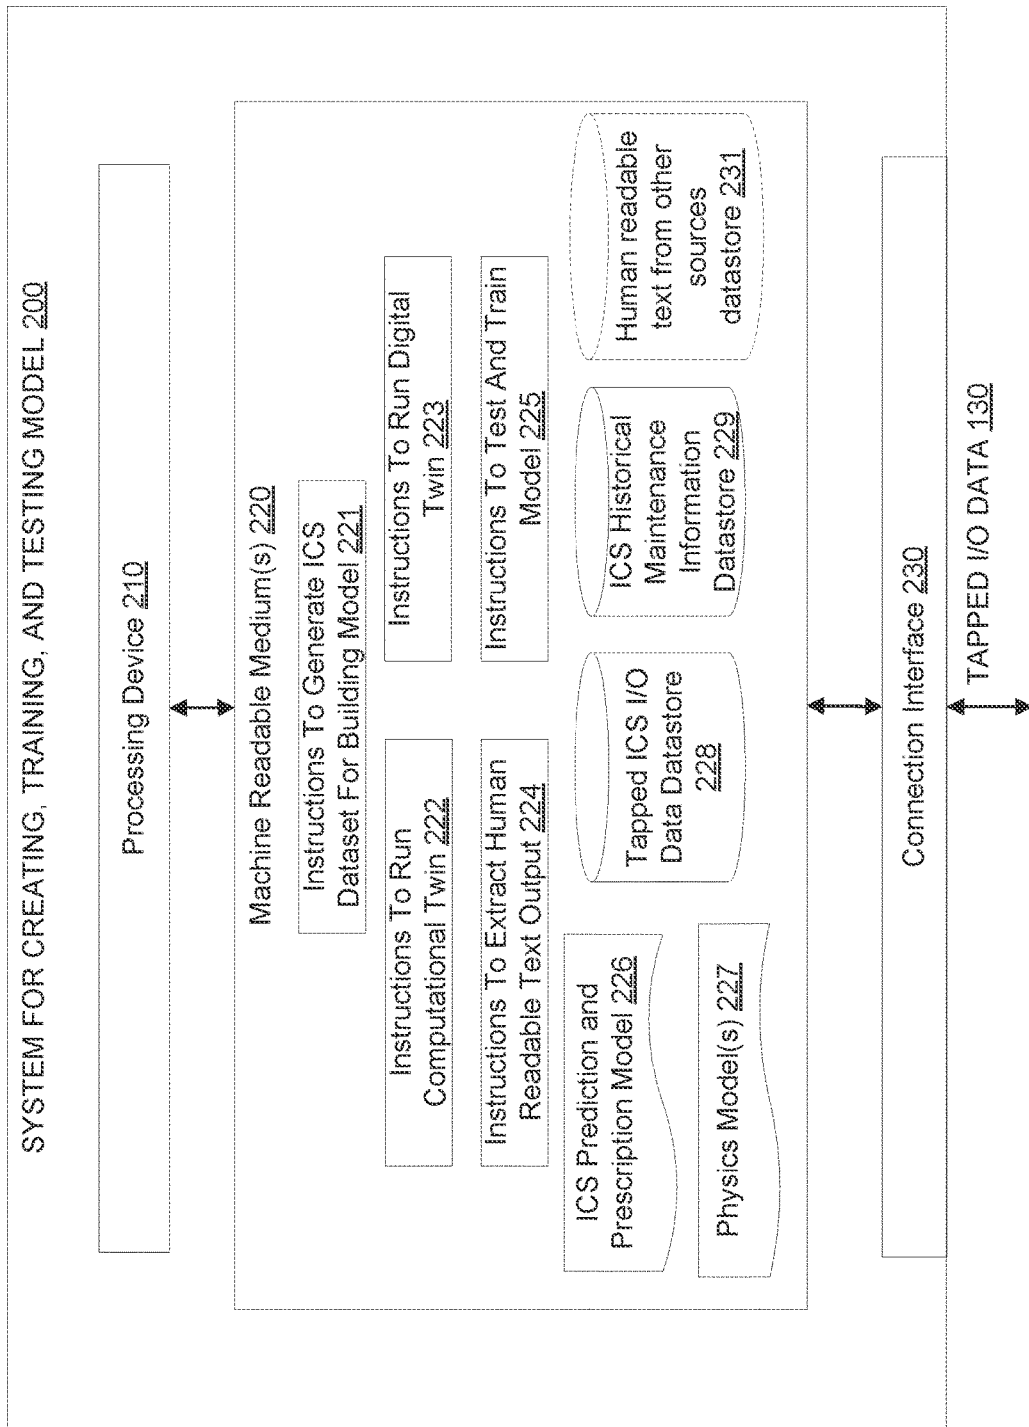 SYSTEM FOR CREATING, TRAINING, AND TESTING MODEL 200
Processing Device 210
Machine Readable Medium(s) 220
Instructions To Generate ICS
Dataset For Building Model 221
Instructions To Run
Computational Twin 222
Instructions To Run Digital
Twin 223
Instructions To Extract Human
Readable Text Output 224
Instructions To Test And Train
Model 225
ICS Prediction and
Prescription Model 226
Physics Model(s) 227
Tapped ICS I/O
Data Datastore
228
ICS Historical
Maintenance
Information
Datastore 229
Human readable
text from other
sources
datastore 231
Connection Interface 230
TAPPED I/O DATA 130